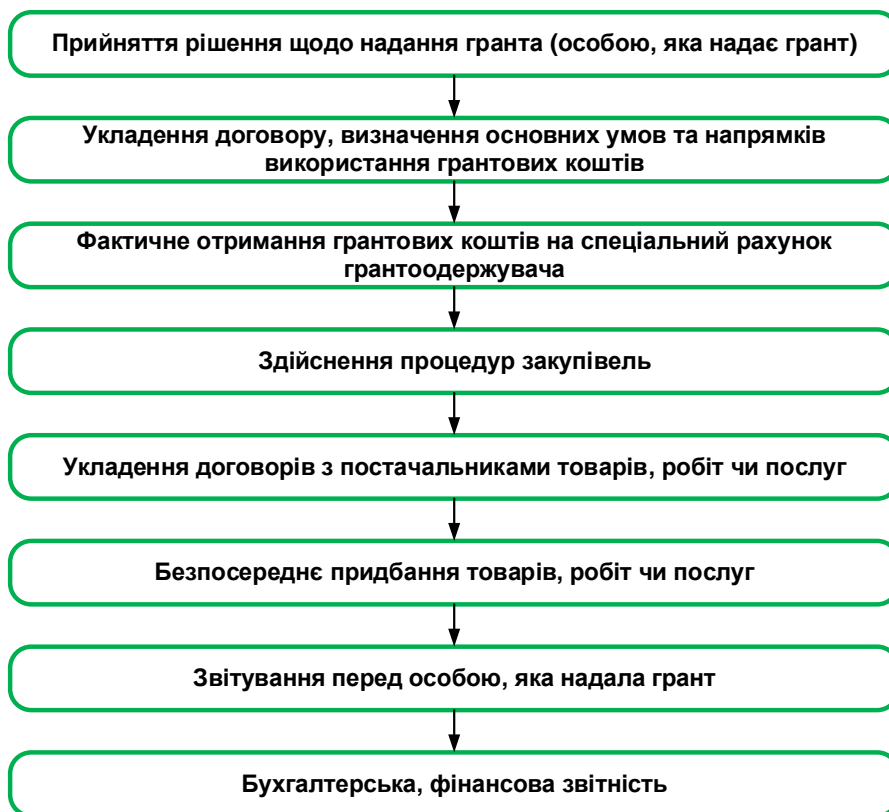 Прийняття рішення щодо надання гранта (особою, яка надає грант)
Укладення договору, визначення основних умов та напрямків
використання грантових коштів
Фактичне отримання грантових коштів на спеціальний рахунок
грантоодержувача
Здійснення процедур закупівель
Укладення договорів з постачальниками товарів, робіт чи послуг
Безпосереднє придбання товарів, робіт чи послуг
Звітування перед особою, яка надала грант
Бухгалтерська, фінансова звітність